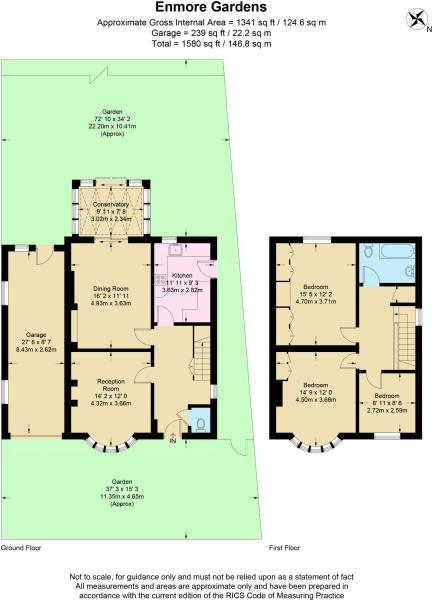 Enmore Gardens
Approximate Gross Internal Area = 1341 sq ft / 124.6 sq m
Garage = 239 sq ft / 22.2 sq m
Total = 1580 sq ft / 146.8 sq m
N
Garden
72' 10 x 34' 2
22.20m x 10.41m
(Approx)
Conservatory
9' 11 x 7' 8
3.02m x 2.34m
Kitchen
11' 11 x 9' 3
3.63m x 2.82m
Dining Room
16' 2 x 11' 11
4.93m x 3.63m
Garage
27' 8 x 8' 7
8.43m x 2.62m
Reception
Room
14' 2 x 12' 0
4.32m x 3.66m
IN
Garden
37' 3 x 15' 3
11.35m x 4.65m
(Approx)
Bedroom
15' 5 x 12' 2
4.70m x 3.71m
Bedroom
14' 9 x 12' 0
4.50m x 3.66m
Bedroom
8' 11 x 8' 6
2.72m x 2.59m
Ground Floor
First Floor
Not to scale, for guidance only and must not be relied upon as a statement of fact
All measurements and areas are approximate only and have been prepared in
accordance with the current edition of the RICS Code of Measuring Practice